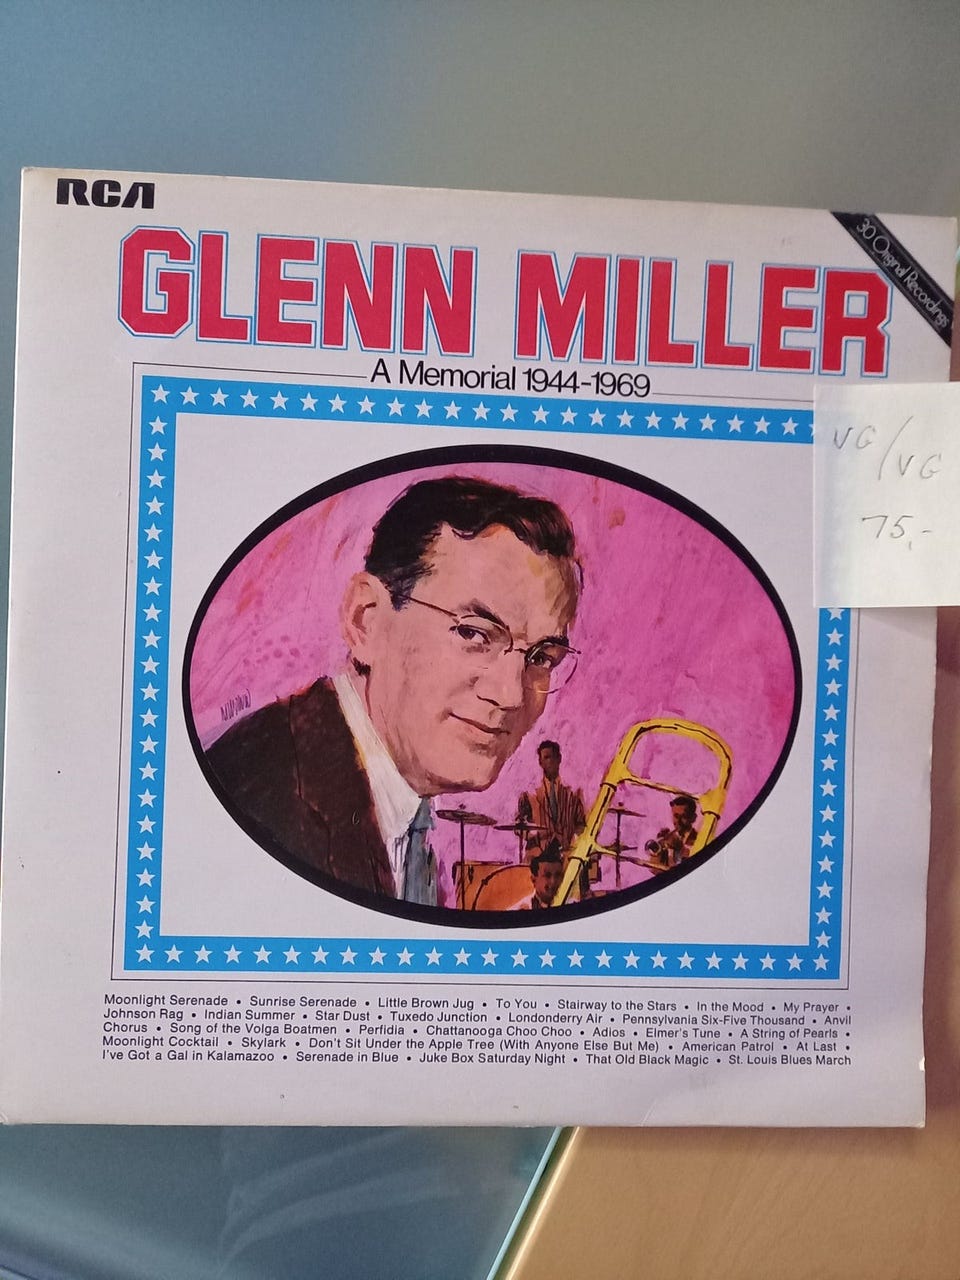 RCA
30 Original Recordings
GLENN MILLER
A Memorial 1944-1969
VG/VG
75,-
Moonlight Serenade • Sunrise Serenade • Little Brown Jug • To You • Stairway to the Stars • In the Mood • My Prayer •
Johnson Rag • Indian Summer • Star Dust • Tuxedo Junction • Londonderry Air • Pennsylvania Six-Five Thousand • Anvil
Chorus • Song of the Volga Boatmen • Perfidia • Chattanooga Choo Choo • Adios • Elmer's Tune • A String of Pearls •
Moonlight Cocktail • Skylark • Don't Sit Under the Apple Tree (With Anyone Else But Me) • American Patrol • At Last •
I've Got a Gal in Kalamazoo • Serenade in Blue • Juke Box Saturday Night • That Old Black Magic • St. Louis Blues March